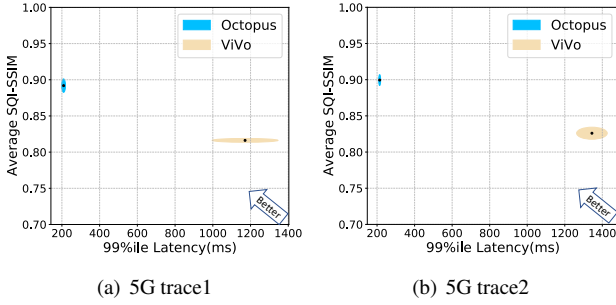 1.00
0.95
0.90
0.85
0.80
0.75
0.70
Average SQI-SSIM
Octopus
ViVo
Better
200 400 600 800 1000 1200 1400
99%ile Latency(ms)
(a) 5G trace1
1.00
0.95
0.90
0.85
0.80
0.75
0.70
Average SQI-SSIM
Octopus
ViVo
Better
200 400 600 800 1000 1200 1400
99%ile Latency(ms)
(b) 5G trace2